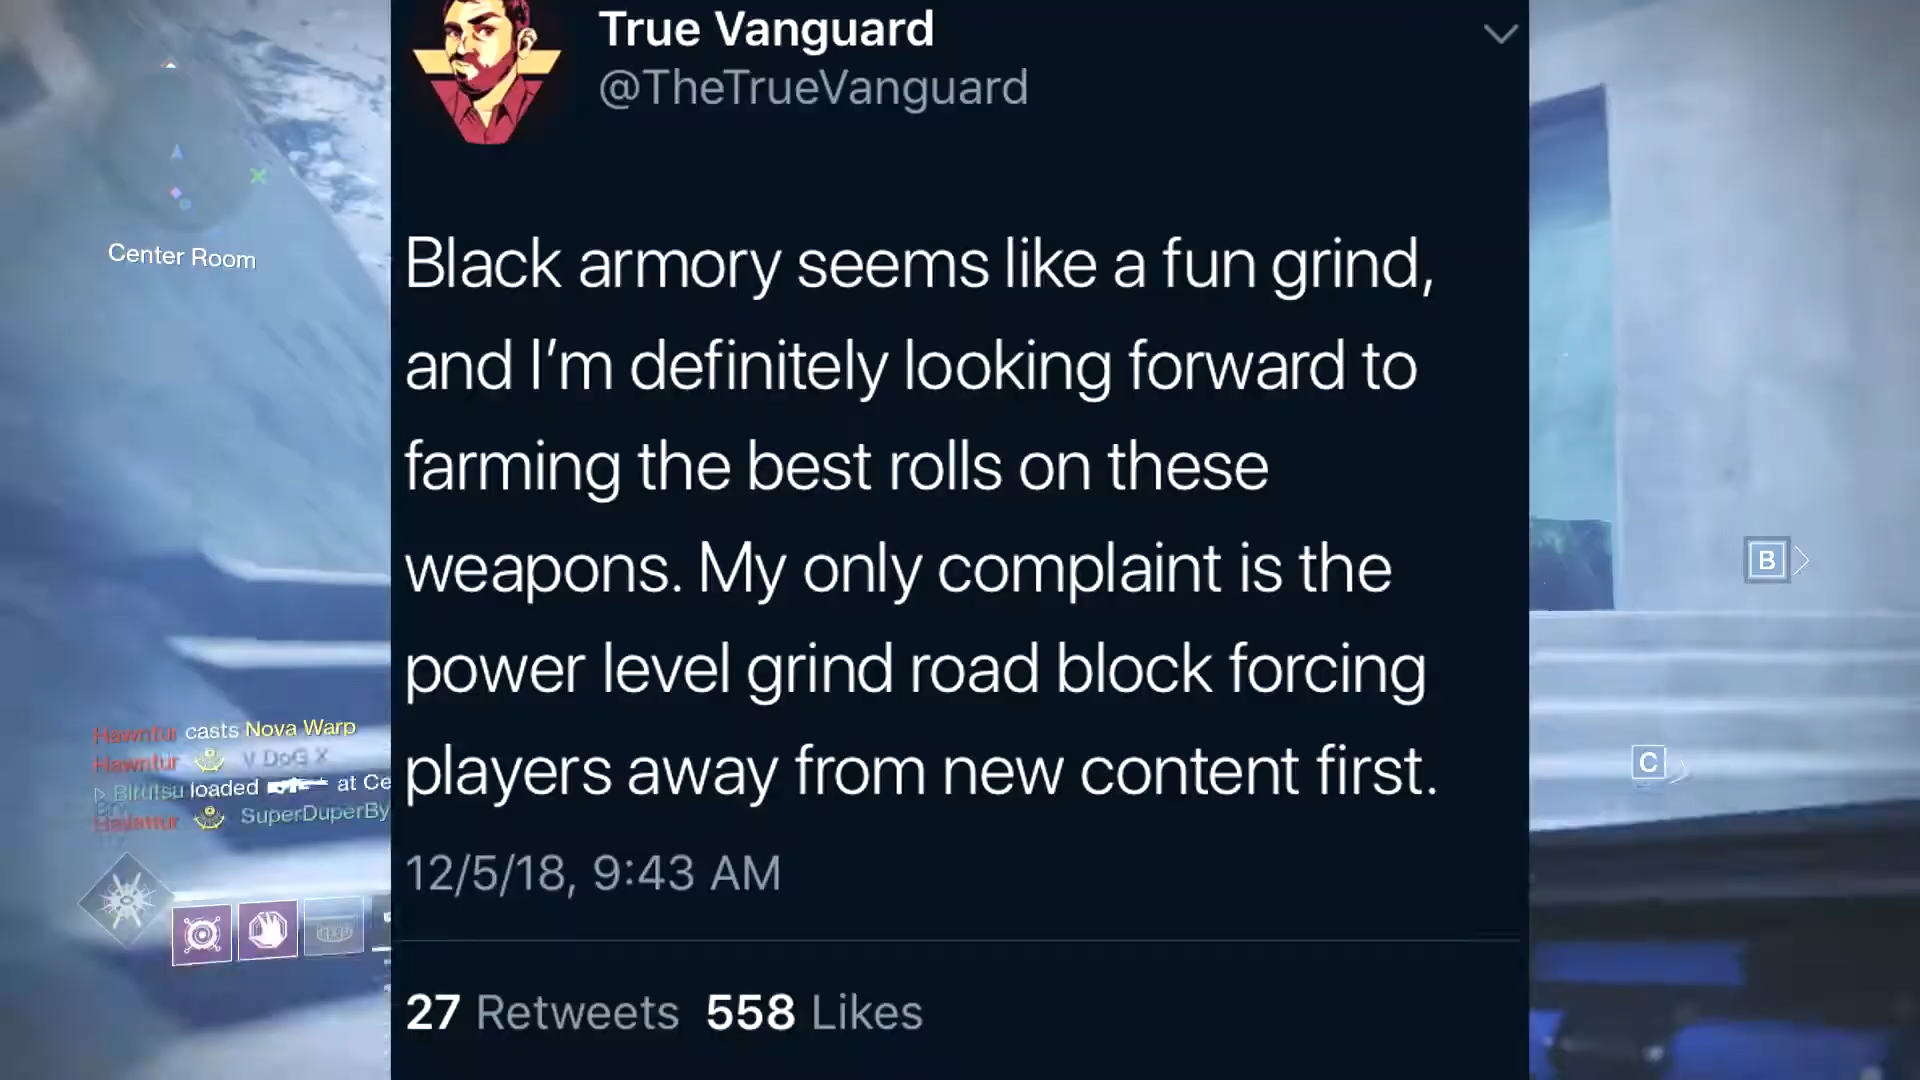 True Vanguard
@TheTrueVanguard
Center Room
Black armory seems like a fun grind,
and I'm definitely looking forward to
farming the best rolls on these
weapons. My only complaint is the
power level grind road block forcing
players away from new content first.
12/5/18, 9:43 AM
27 Retweets 558 Likes
Hawntur casts Nova Warp
Hawntur V DoG X
Birutsu loaded at Ce
SuperDuperBy
B
C